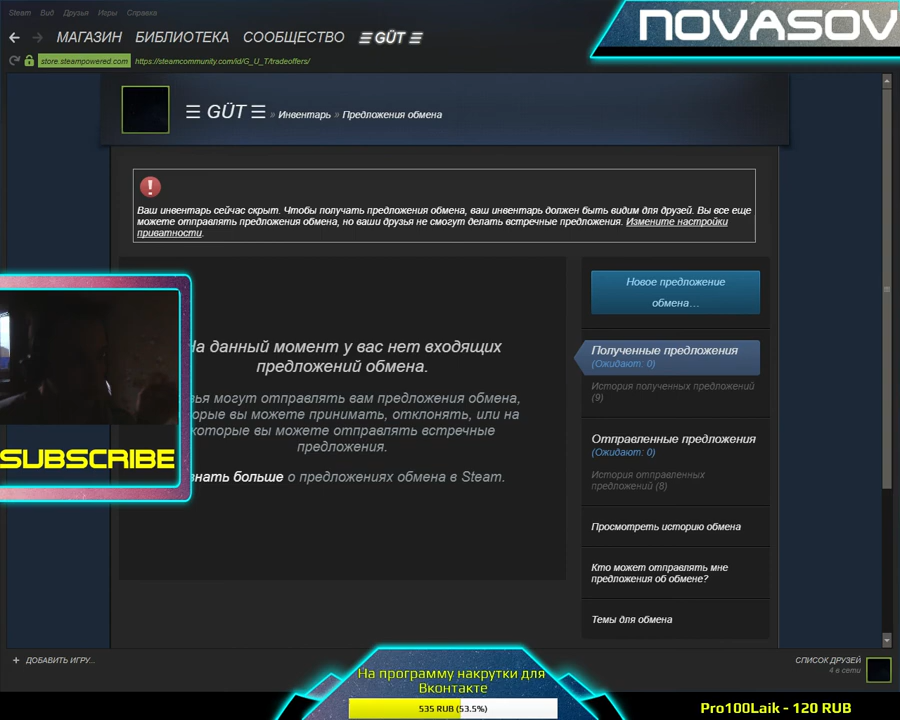 Steam Вид Друзья Игры Справка
NOVASOV
МАГАЗИН БИБЛИОТЕКА СООБЩЕСТВО ☰ GÜT ☰
store.steampowered.com https://steamcommunity.com/id/G_U_T/tradeoffers/
☰ GÜT ☰ » Инвентарь » Предложения обмена
Ваш инвентарь сейчас скрыт. Чтобы получать предложения обмена, ваш инвентарь должен быть видим для друзей. Вы все еще
можете отправлять предложения обмена, но ваши друзья не смогут делать встречные предложения. Измените настройки
приватности.
На данный момент у вас нет входящих
предложений обмена.
зья могут отправлять вам предложения обмена,
торые вы можете принимать, отклонять, или на
которые вы можете отправлять встречные
предложения.
знать больше о предложениях обмена в Steam.
Новое предложение
обмена…
Полученные предложения
(Ожидают: 0)
История полученных предложений
(9)
Отправленные предложения
(Ожидают: 0)
История отправленных
предложений (8)
Просмотреть историю обмена
Кто может отправлять мне
предложения об обмене?
Темы для обмена
SUBSCRIBE
+ ДОБАВИТЬ ИГРУ...
СПИСОК ДРУЗЕЙ
4 в сети
На программу накрутки для
Вконтакте
535 RUB (53.5%)
Pro100Laik - 120 RUB